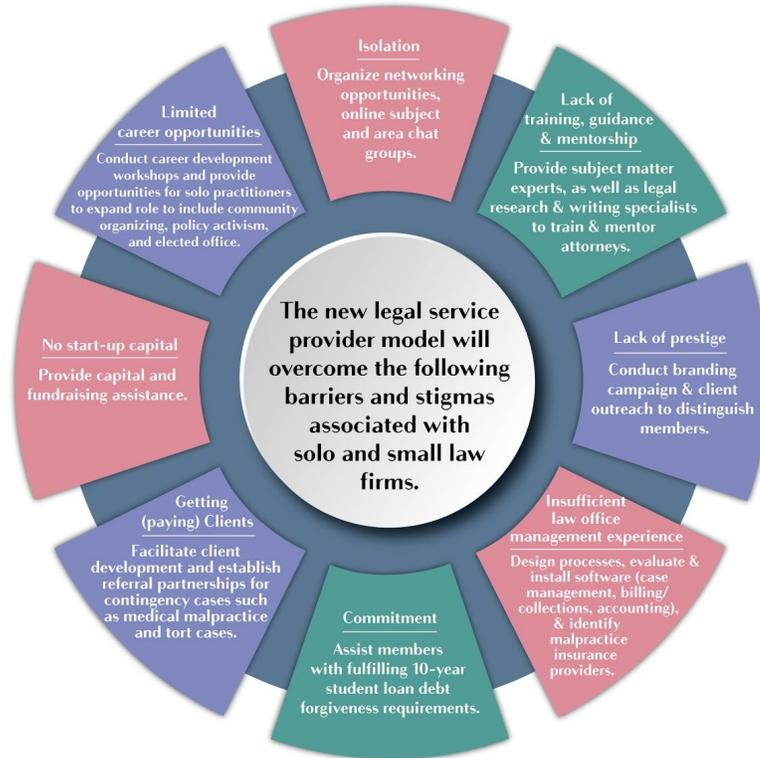 Isolation
Organize networking
opportunities,
online subject
and area chat
groups.
Lack of
training, guidance
& mentorship
Provide subject matter
experts, as well as legal
research & writing specialists
to train & mentor
attorneys.
Lack of prestige
Conduct branding
campaign & client
outreach to distinguish
members.
Insufficient
law office
management experience
Design processes, evaluate &
install software (case
management, billing/
collections, accounting),
& identify
malpractice
insurance
providers.
Commitment
Assist members
with fulfilling 10-year
student loan debt
forgiveness requirements.
Getting
(paying) Clients
Facilitate client
development and establish
referral partnerships for
contingency cases such
as medical malpractice
and tort cases.
No start-up capital
Provide capital and
fundraising assistance.
Limited
career opportunities
Conduct career development
workshops and provide
opportunities for solo practitioners
to expand role to include community
organizing, policy activism,
and elected office.
The new legal service
provider model will
overcome the following
barriers and stigmas
associated with
solo and small law
firms.